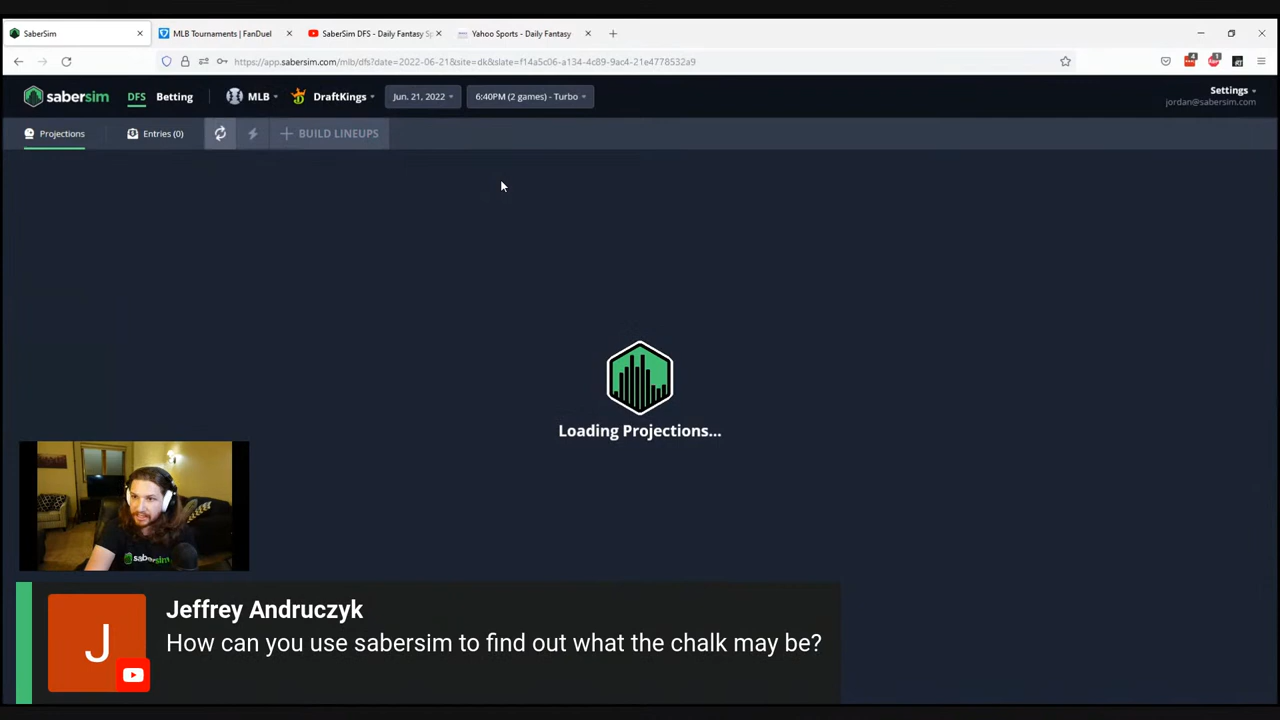 SaberSim
MLB Tournaments | FanDuel
SaberSim DFS - Daily Fantasy Sp
Yahoo Sports - Daily Fantasy
https://app.sabersim.com/mlb/dfs?date=2022-06-21&site=dk&slate=f14a5c06-a134-4c89-9ac4-21e4778532a9
sabersim
DFS
Betting
MLB
DraftKings
Jun. 21, 2022
6:40PM (2 games) - Turbo
Settings
jordan@sabersim.com
Projections
Entries (0)
BUILD LINEUPS
Loading Projections...
sabersim
J
Jeffrey Andruczyk
How can you use sabersim to find out what the chalk may be?